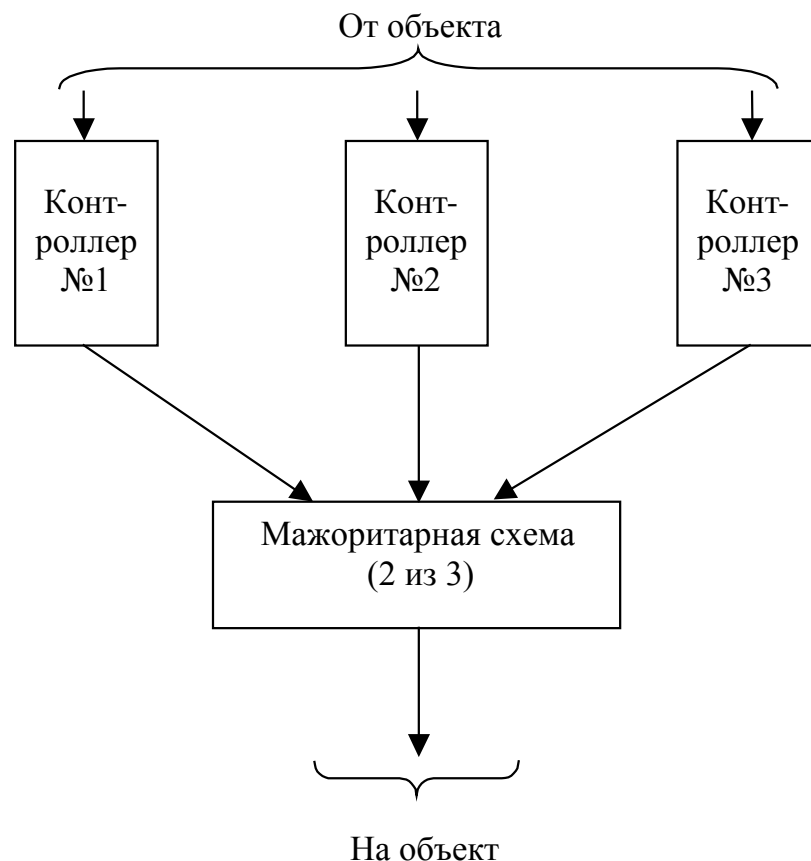 От объекта
Конт-
роллер
№1
Конт-
роллер
№2
Конт-
роллер
№3
Мажоритарная схема
(2 из 3)
На объект